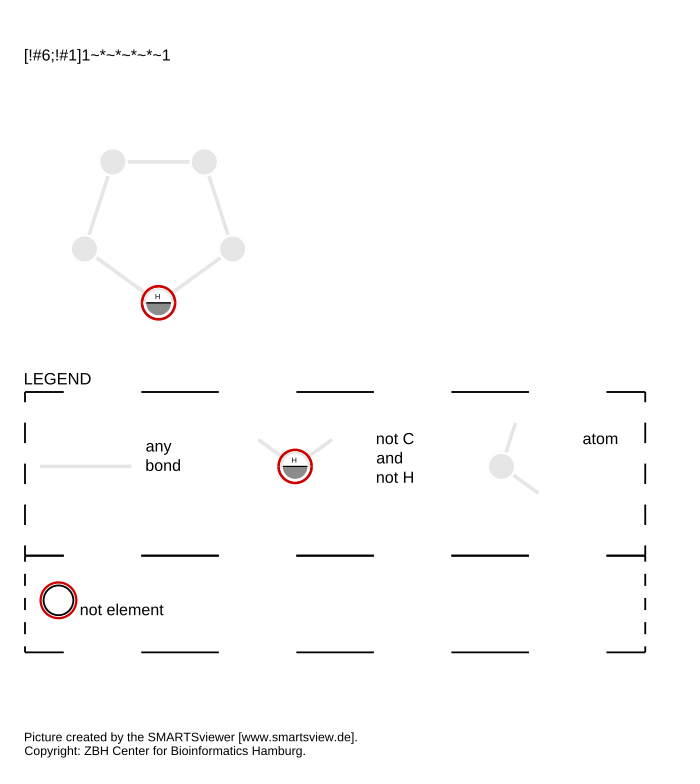 [!#6;!#1]1~*~*~*~*~1
H
LEGEND
any
bond
H
not C
and
not H
atom
not element
Picture created by the SMARTSviewer [www.smartsview.de].
Copyright: ZBH Center for Bioinformatics Hamburg.